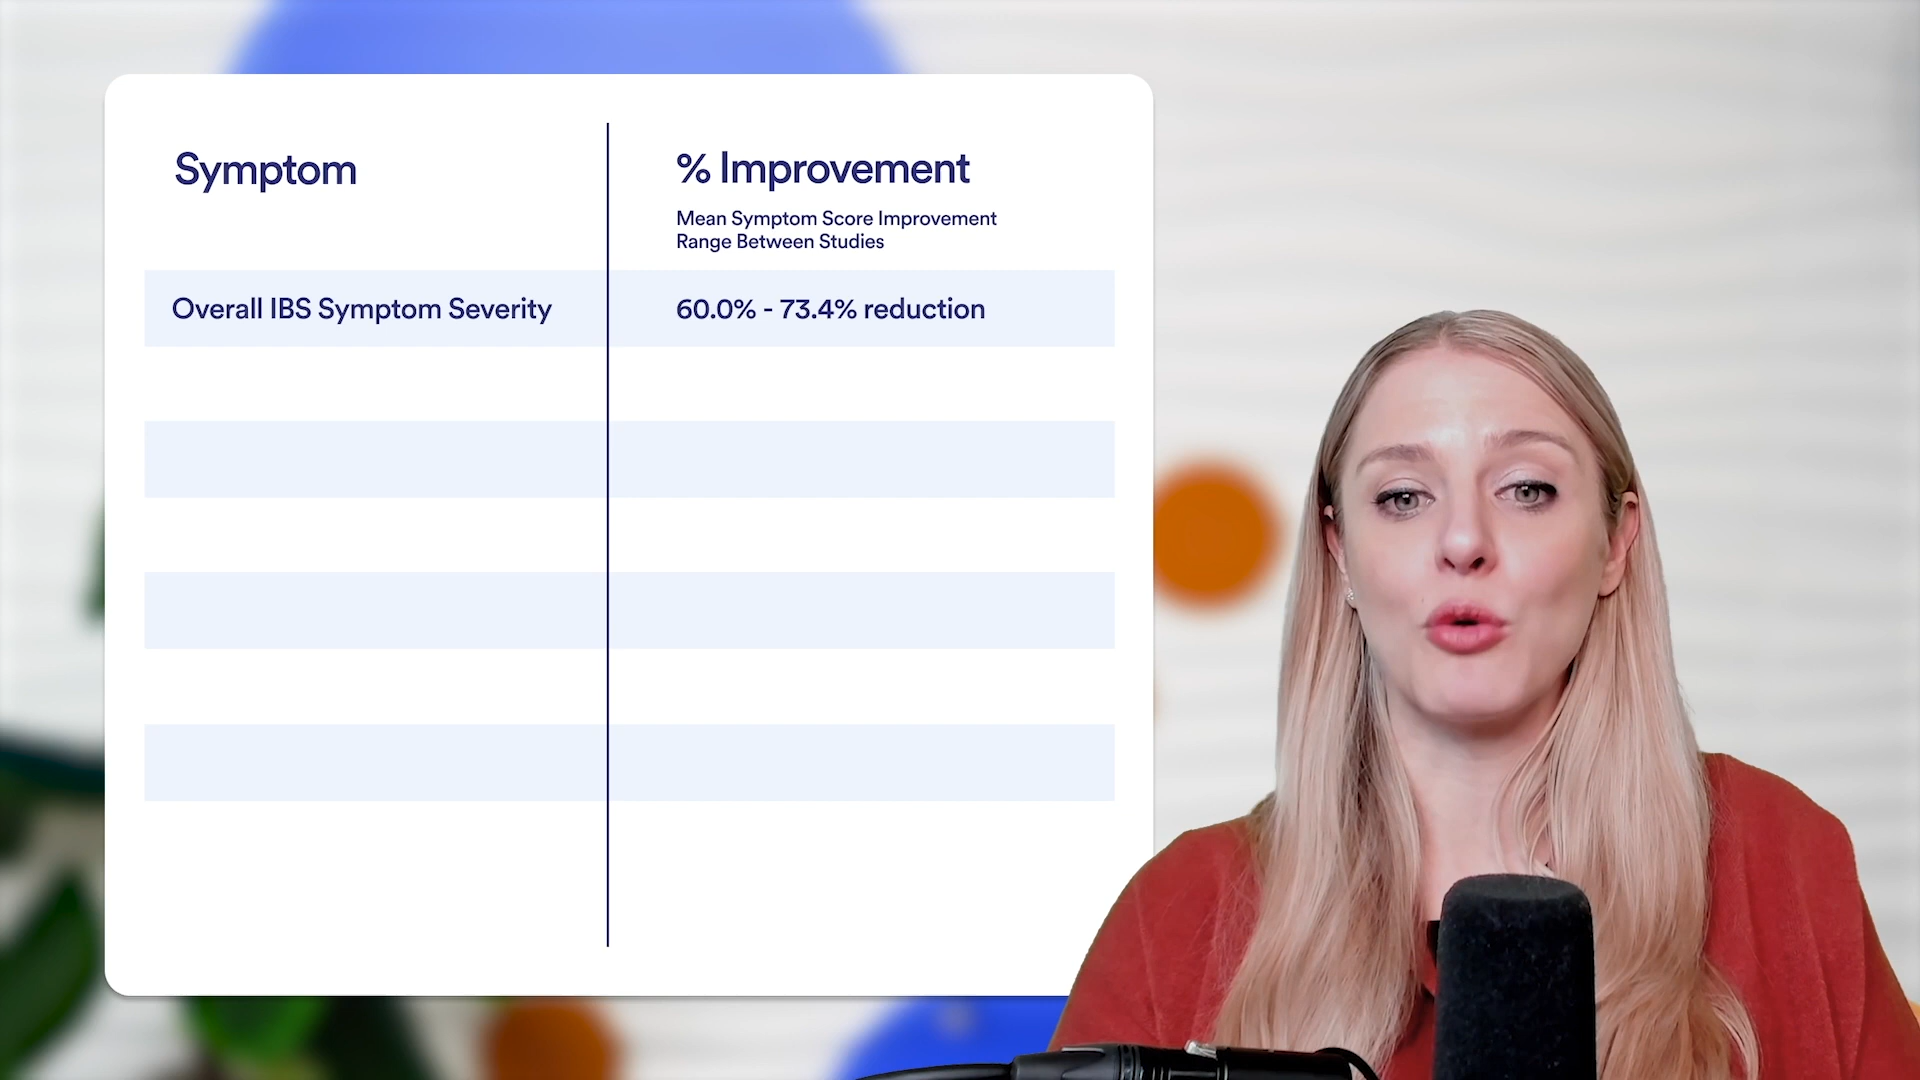 Symptom
% Improvement
Mean Symptom Score Improvement
Range Between Studies
Overall IBS Symptom Severity
60.0% - 73.4% reduction